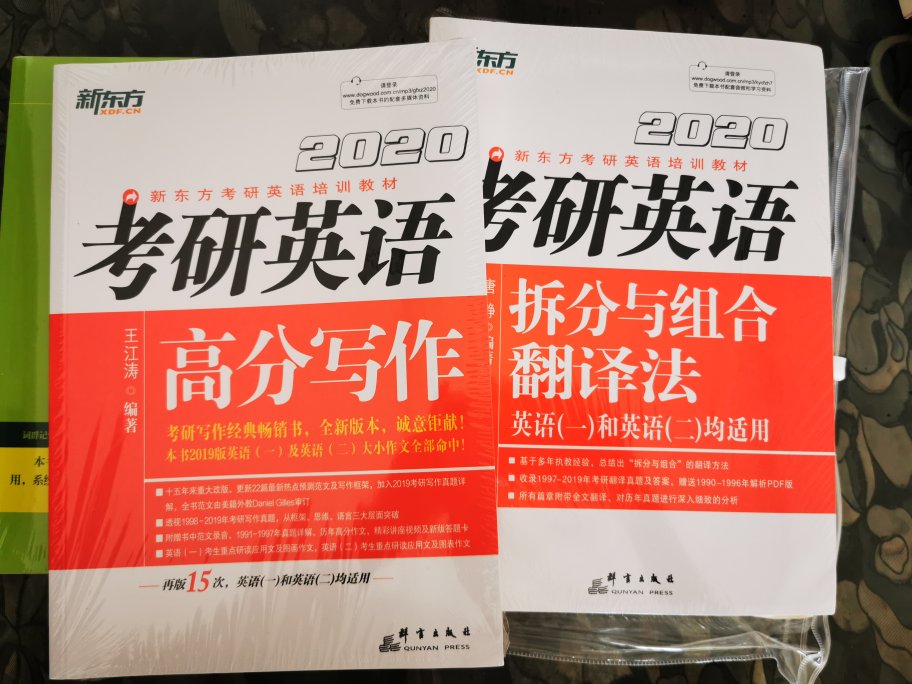 新东方
XDF.CN
请登录
www.dogwood.com.cn/mp3/gfxz2020
免费下载本书的配套多媒体资料
2020
新东方考研英语培训教材
考研英语
王江涛 ◎ 编著
高分写作
考研写作经典畅销书，全新版本，诚意钜献！
本书2019版英语（一）及英语（二）大小作文全部命中！
十五年来重大改版，更新22篇最新热点预测范文及写作框架，加入2019考研写作真题详
解，全书范文由美籍外教Daniel Gilles审订
透视1998~2019年考研写作真题，从框架、思维、语言三大层面突破
附赠书中范文录音、1991~1997年真题详解、历年高分作文、精彩讲座视频及新版答题卡
英语（一）考生重点研读应用文及图画作文，英语（二）考生重点研读应用文及图表作文
再版15次，英语(一)和英语(二)均适用
群言出版社
QUNYAN PRESS
新东方
XDF.CN
请登录
免费下载本书配套音频和学习资料
2020
新东方考研英语培训教材
考研英语
唐静 ◎ 编著
拆分与组合
翻译法
英语(一)和英语(二)均适用
基于多年执教经验，总结出“拆分与组合”的翻译方法
收录1997-2019年考研翻译真题及答案，赠送1990-1996年解析PDF版
所有篇章附带全文翻译、对历年真题进行深入细致的分析
群言出版社
QUNYAN PRESS
词群记
本书
用，系统